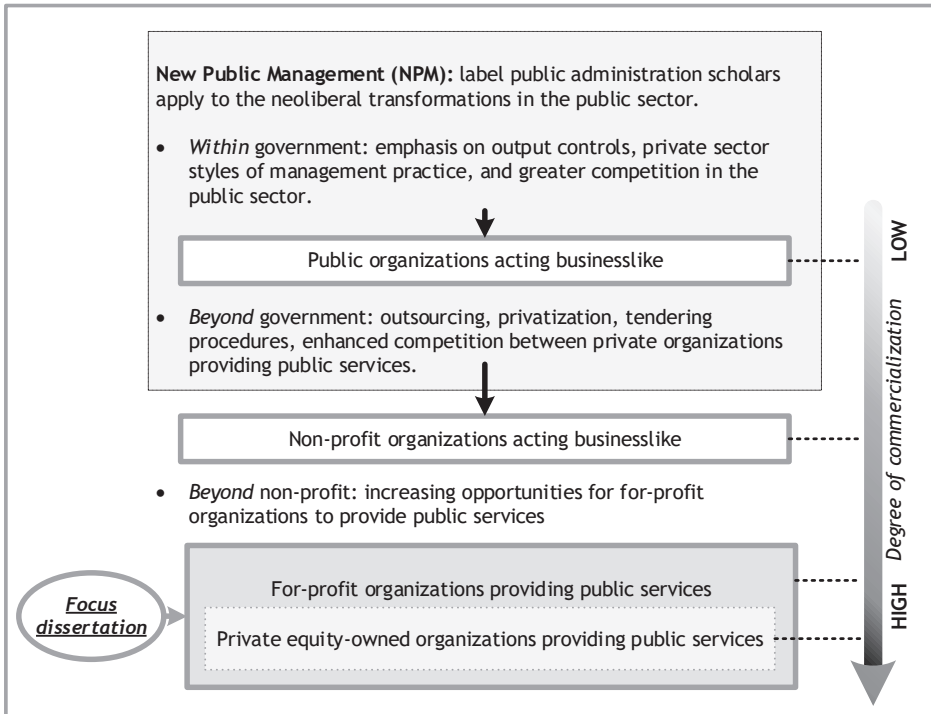 New Public Management (NPM): label public administration scholars
apply to the neoliberal transformations in the public sector.
• Within government: emphasis on output controls, private sector
styles of management practice, and greater competition in the
public sector.
Public organizations acting businesslike
• Beyond government: outsourcing, privatization, tendering
procedures, enhanced competition between private organizations
providing public services.
Non-profit organizations acting businesslike
• Beyond non-profit: increasing opportunities for for-profit
organizations to provide public services
Focus
dissertation
For-profit organizations providing public services
Private equity-owned organizations providing public services
LOW
Degree of commercialization
HIGH